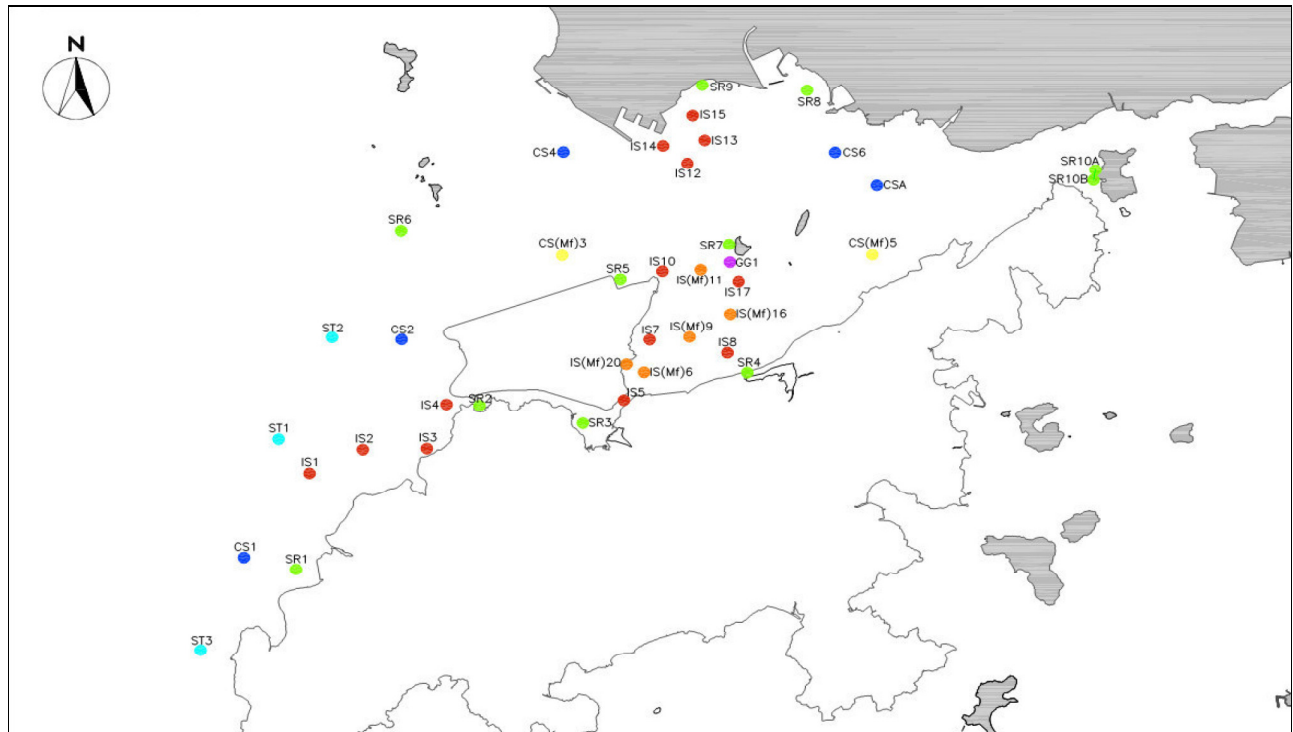 N
SR9
SR8
IS15
IS14
IS13
CS4
CS6
IS12
SR10A
SR10B
CSA
SR6
CS(Mf)3
SR7
CS(Mf)5
SR5
IS10
GG1
IS(Mf)11
IS17
IS(Mf)16
ST2
CS2
IS7
IS(Mf)9
IS8
IS(Mf)20
IS(Mf)6
SR4
IS4
SR2
IS5
SR3
ST1
IS2
IS3
IS1
CS1
SR1
ST3